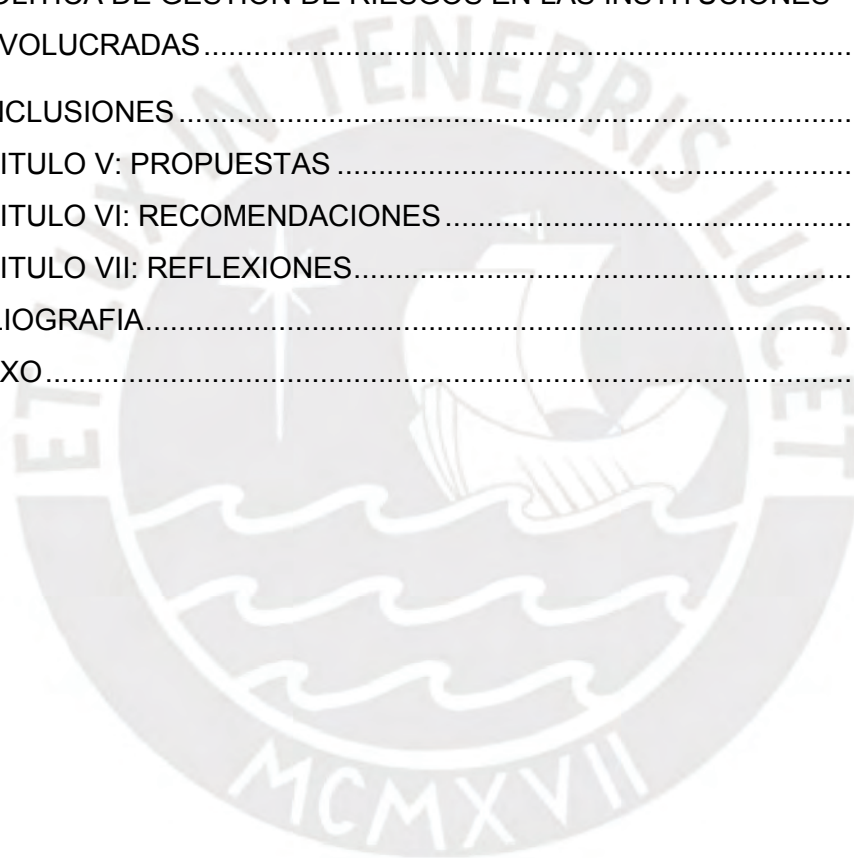 OLITICA DE GESTION DE RIESGOS EN LAS INSTITUCIONES
VOLUCRADAS
NCLUSIONES
ITULO V: PROPUESTAS
ITULO VI: RECOMENDACIONES
ITULO VII: REFLEXIONES
LIOGRAFIA
XO
ET LUX IN TENEBRIS LUCET
MCMXVII